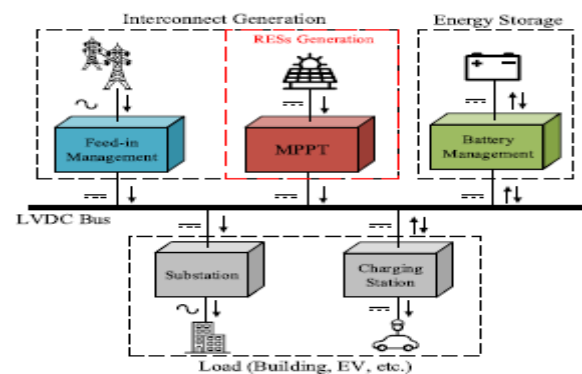 Interconnect Generation
Energy Storage
RESs Generation
Feed-in
Management
MPPT
Battery
Management
LVDC Bus
Substation
Charging
Station
Load (Building, EV, etc.)